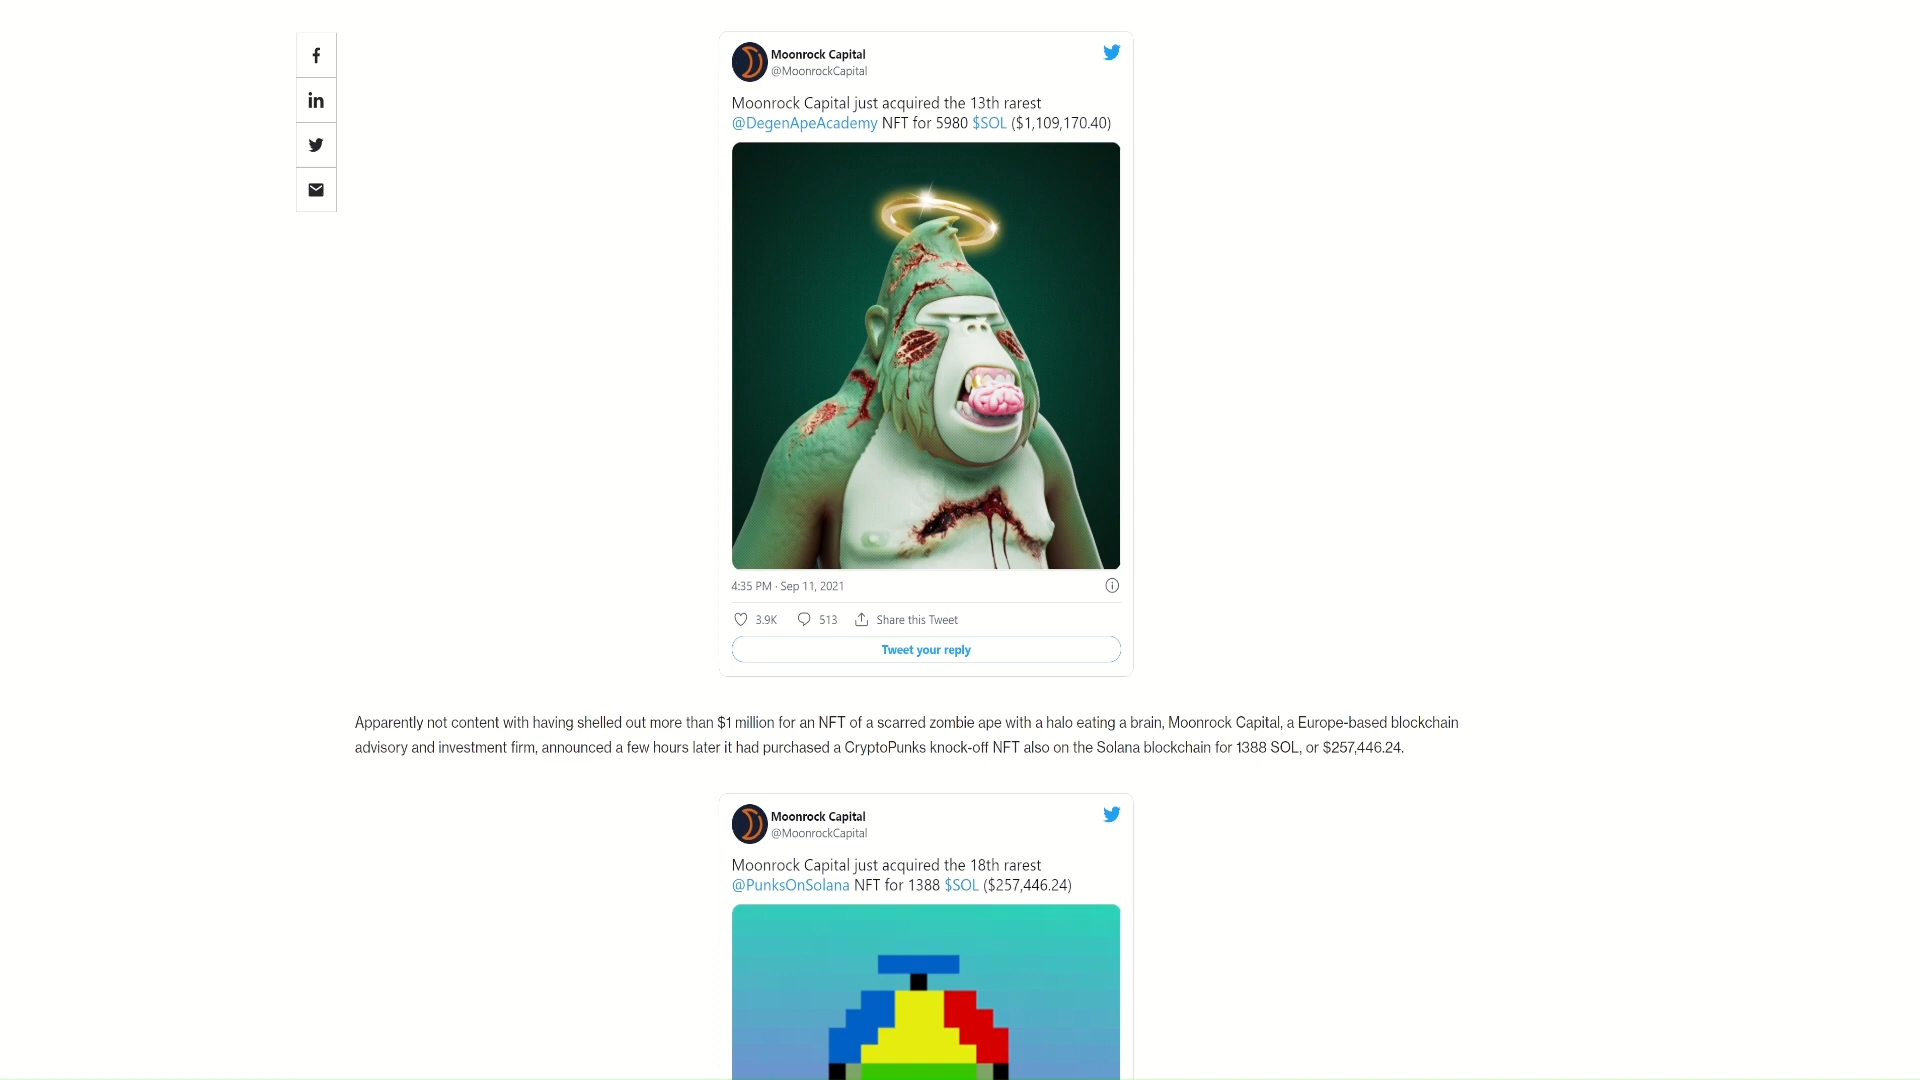 Moonrock Capital
@MoonrockCapital
Moonrock Capital just acquired the 13th rarest
@DegenApeAcademy NFT for 5980 $SOL ($1,109,170.40)
4:35 PM · Sep 11, 2021
3.9K 513 Share this Tweet
Tweet your reply
Apparently not content with having shelled out more than $1 million for an NFT of a scarred zombie ape with a halo eating a brain, Moonrock Capital, a Europe-based blockchain
advisory and investment firm, announced a few hours later it had purchased a CryptoPunks knock-off NFT also on the Solana blockchain for 1388 SOL, or $257,446.24.
Moonrock Capital
@MoonrockCapital
Moonrock Capital just acquired the 18th rarest
@PunksOnSolana NFT for 1388 $SOL ($257,446.24)